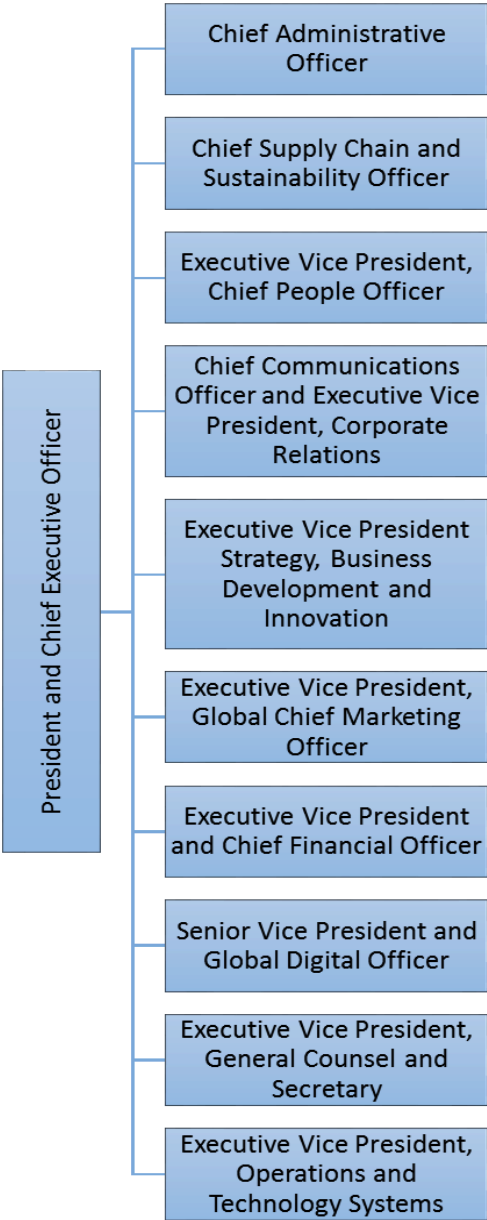 Chief Administrative
Officer
Chief Supply Chain and
Sustainability Officer
Executive Vice President,
Chief People Officer
Chief Communications
Officer and Executive Vice
President, Corporate
Relations
President and Chief Executive Officer
Executive Vice President
Strategy, Business
Development and
Innovation
Executive Vice President,
Global Chief Marketing
Officer
Executive Vice President
and Chief Financial Officer
Senior Vice President and
Global Digital Officer
Executive Vice President,
General Counsel and
Secretary
Executive Vice President,
Operations and
Technology Systems